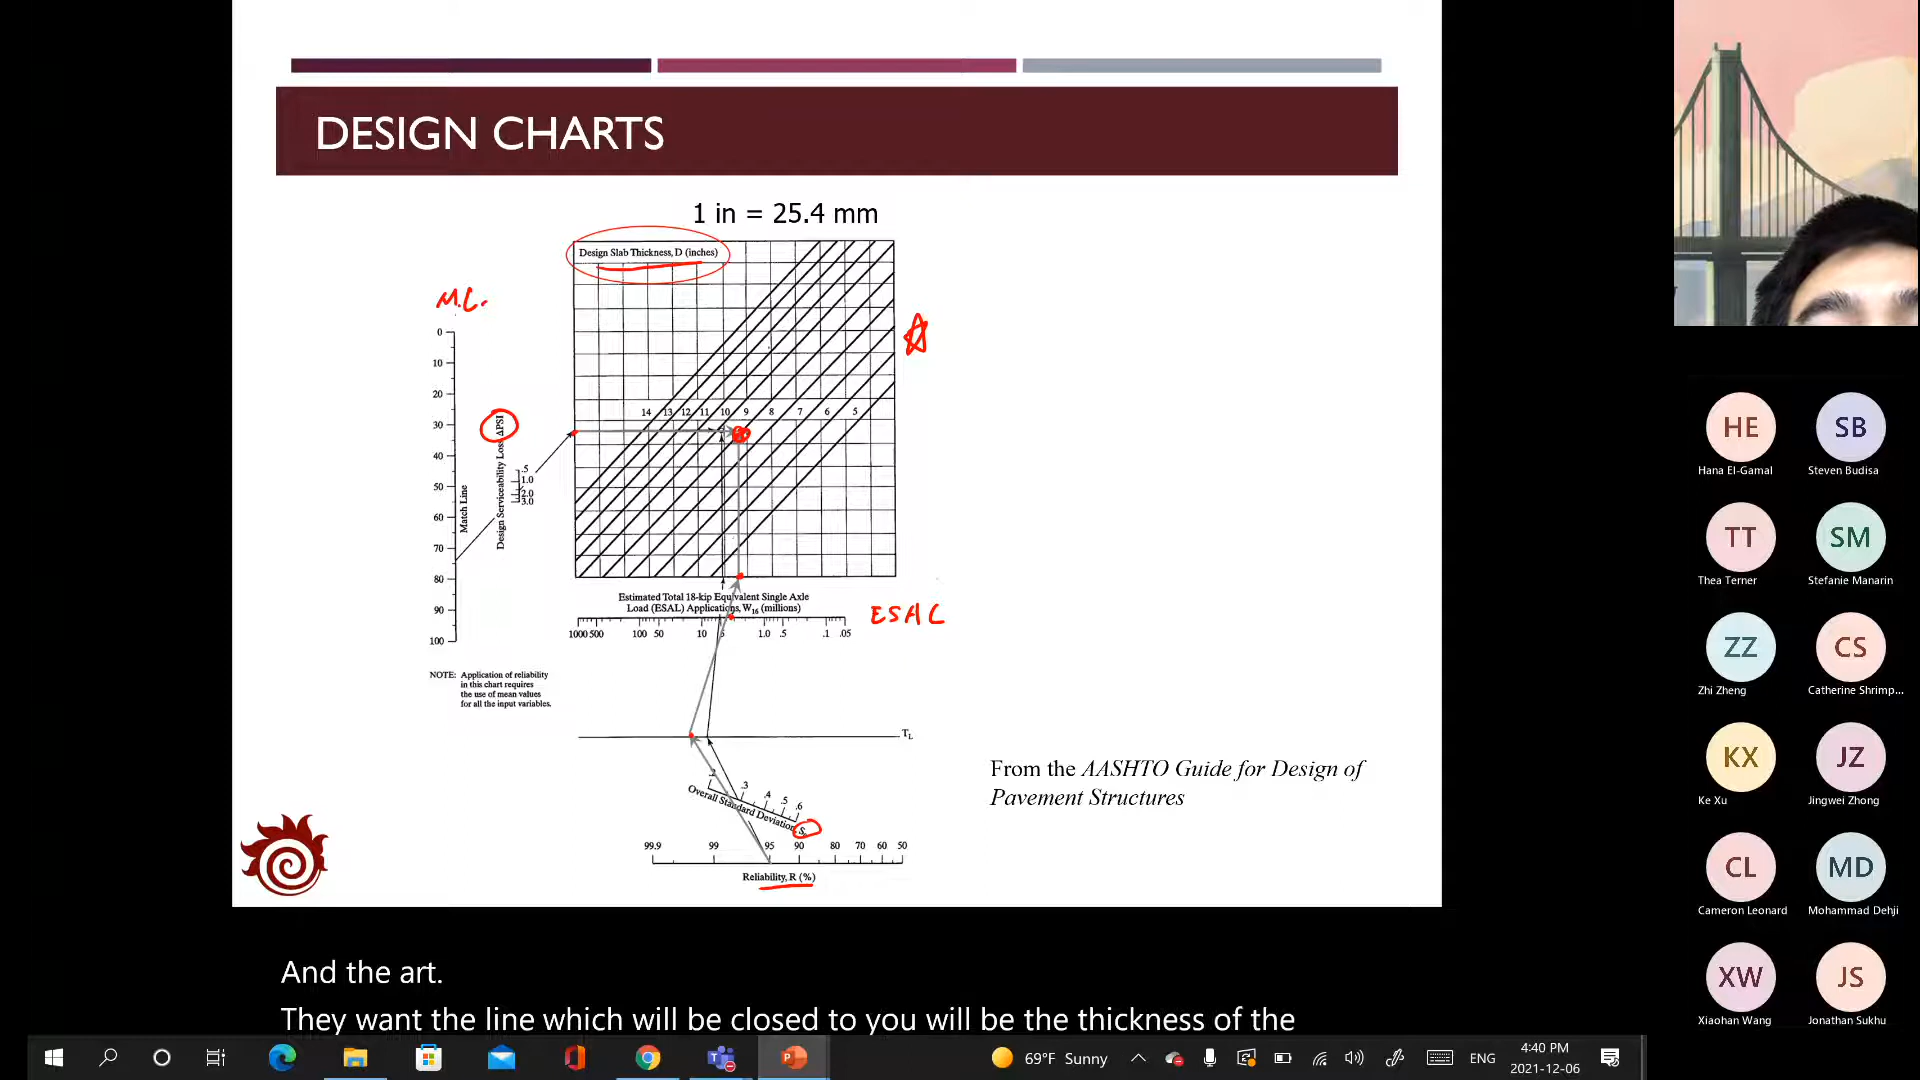 DESIGN CHARTS
1 in = 25.4 mm
Design Slab Thickness, D (inches)
M.L.
0
10
20
30
40
50
60
70
80
90
100
Match Line
Design Serviceability Loss, ΔPSI
.5
1.0
2.0
3.0
14 13 12 11 10 9 8 7 6 5
Estimated Total 18-kip Equivalent Single Axle
Load (ESAL) Applications, W18 (millions)
ESAL
1000 500 100 50 10 5 1.0 .5 .1 .05
NOTE: Application of reliability
in this chart requires
the use of mean values
for all the input variables.
TL
.2 .3 .4 .5 .6
Overall Standard Deviation, S
99.9 99 95 90 80 70 60 50
Reliability, R (%)
From the AASHTO Guide for Design of
Pavement Structures
And the art.
They want the line which will be closed to you will be the thickness of the
HE
Hana El-Gamal
SB
Steven Budisa
TT
Thea Terner
SM
Stefanie Manarin
ZZ
Zhi Zheng
CS
Catherine Shrimp...
KX
Ke Xu
JZ
Jingwei Zhong
CL
Cameron Leonard
MD
Mohammad Dehji
XW
Xiaohan Wang
JS
Jonathan Sukhu
69°F Sunny
ENG
4:40 PM
2021-12-06